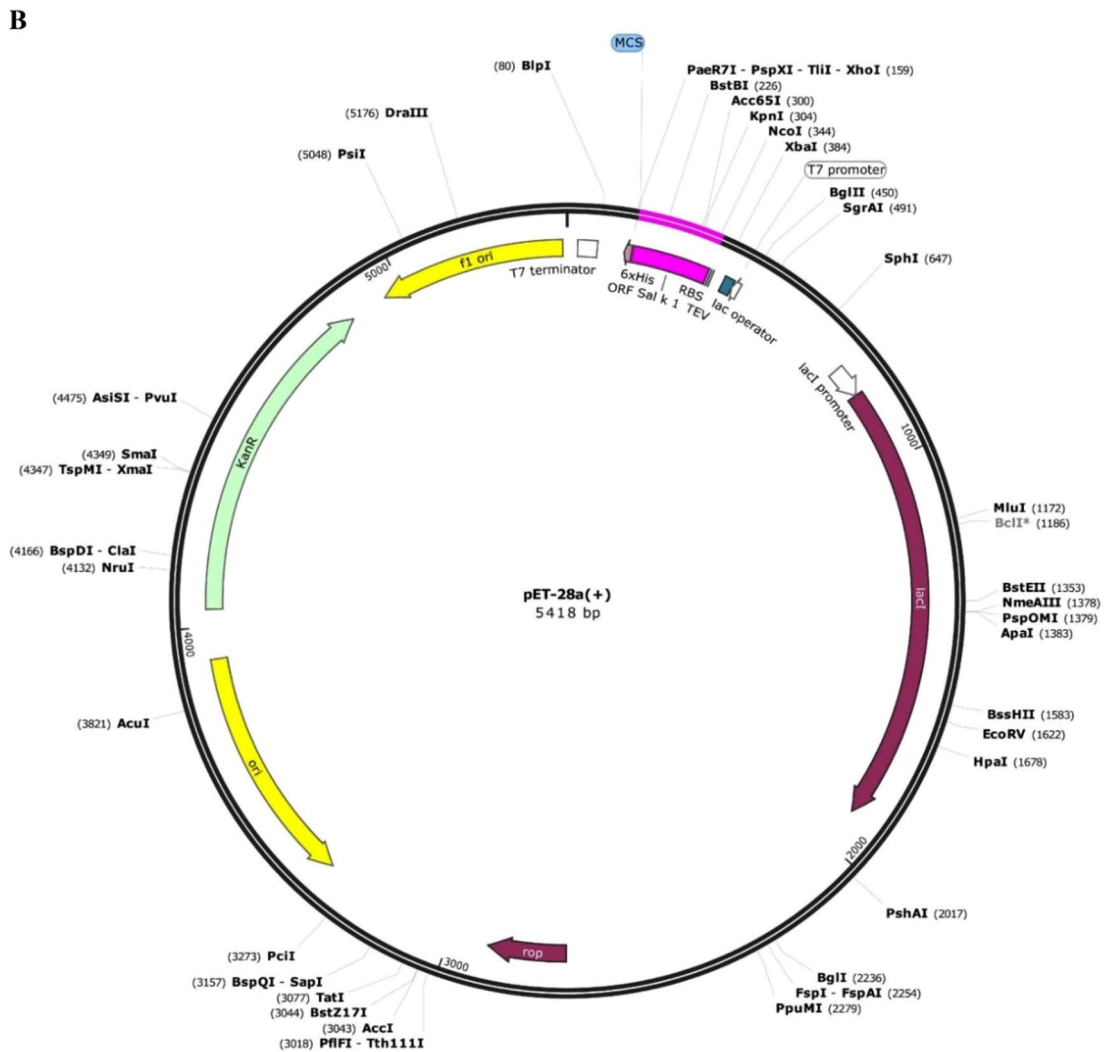 B
MCS
(80) BlpI
PaeR7I - PspXI - TliI - XhoI (159)
BstBI (226)
Acc65I (300)
KpnI (304)
NcoI (344)
XbaI (384)
T7 promoter
BglII (450)
SgrAI (491)
SphI (647)
(5176) DraIII
(5048) PsiI
5000
f1 ori
T7 terminator
6xHis
ORF Sal k 1
RBS
TEV
lac operator
lacI promoter
1000
KanR
(4475) AsiSI - PvuI
(4349) SmaI
(4347) TspMI - XmaI
(4166) BspDI - ClaI
(4132) NruI
MluI (1172)
BclI* (1186)
BstEII (1353)
NmeAIII (1378)
PspOMI (1379)
ApaI (1383)
lacI
pET-28a(+)
5418 bp
4000
(3821) AcuI
ori
BssHII (1583)
EcoRV (1622)
HpaI (1678)
2000
PshAI (2017)
BglI (2236)
FspI - FspAI (2254)
PpuMI (2279)
rop
3000
(3273) PciI
(3157) BspQI - SapI
(3077) TatI
(3044) BstZ17I
(3043) AccI
(3018) PflFI - Tth111I